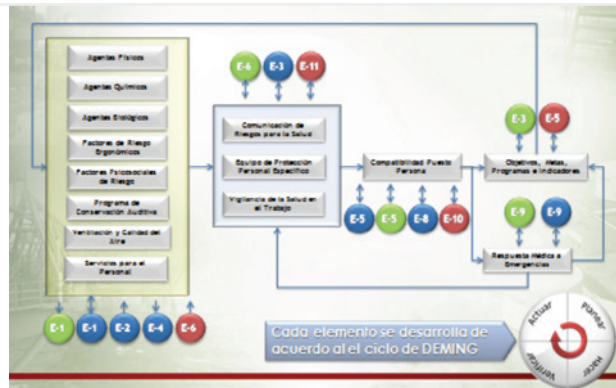 Agentes Físicos
Agentes Químicos
Agentes Biológicos
Factores de Riesgo
Ergonómicos
Factores Psicosociales
de Riesgo
Programa de
Conservación Auditiva
Ventilación y Calidad del
Aire
Servicios para el
Personal
E-1
E-1
E-2
E-4
E-6
E-6
E-3
E-11
Comunicación de
Riesgos para la Salud
Equipo de Protección
Personal Específico
Vigilancia de la Salud en
el Trabajo
Compatibilidad Puesto
Persona
E-5
E-5
E-8
E-10
E-3
E-5
Objetivos, Metas,
Programas e Indicadores
E-9
E-9
Respuesta Médica a
Emergencias
Cada elemento se desarrolla de
acuerdo al el ciclo de DEMING
Actuar
Planear
Verificar
Hacer